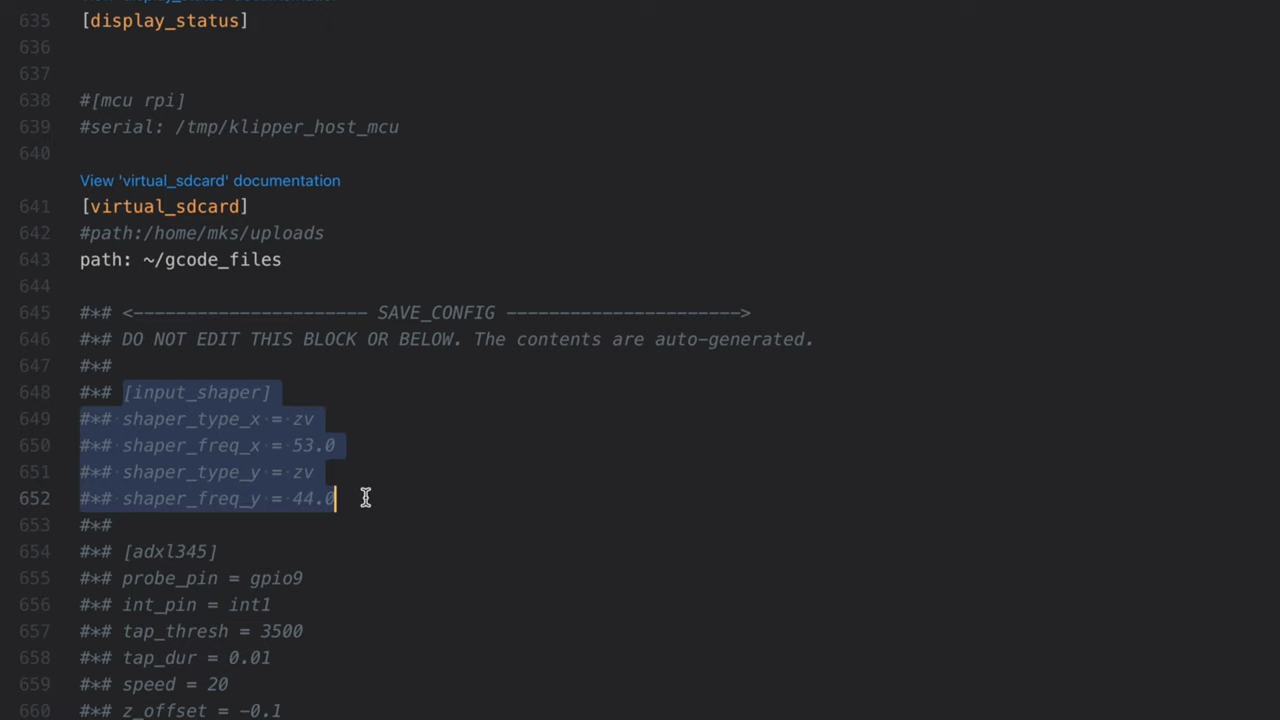 635 [display_status]
636
637
638 #[mcu rpi]
639 #serial: /tmp/klipper_host_mcu
640
View 'virtual_sdcard' documentation
641 [virtual_sdcard]
642 #path:/home/mks/uploads
643 path: ~/gcode_files
644
645 #*# <---------------------- SAVE_CONFIG ---------------------->
646 #*# DO NOT EDIT THIS BLOCK OR BELOW. The contents are auto-generated.
647 #*#
648 #*# [input_shaper]
649 #*# shaper_type_x = zv
650 #*# shaper_freq_x = 53.0
651 #*# shaper_type_y = zv
652 #*# shaper_freq_y = 44.0
653 #*#
654 #*# [adxl345]
655 #*# probe_pin = gpio9
656 #*# int_pin = int1
657 #*# tap_thresh = 3500
658 #*# tap_dur = 0.01
659 #*# speed = 20
660 #*# z_offset = -0.1